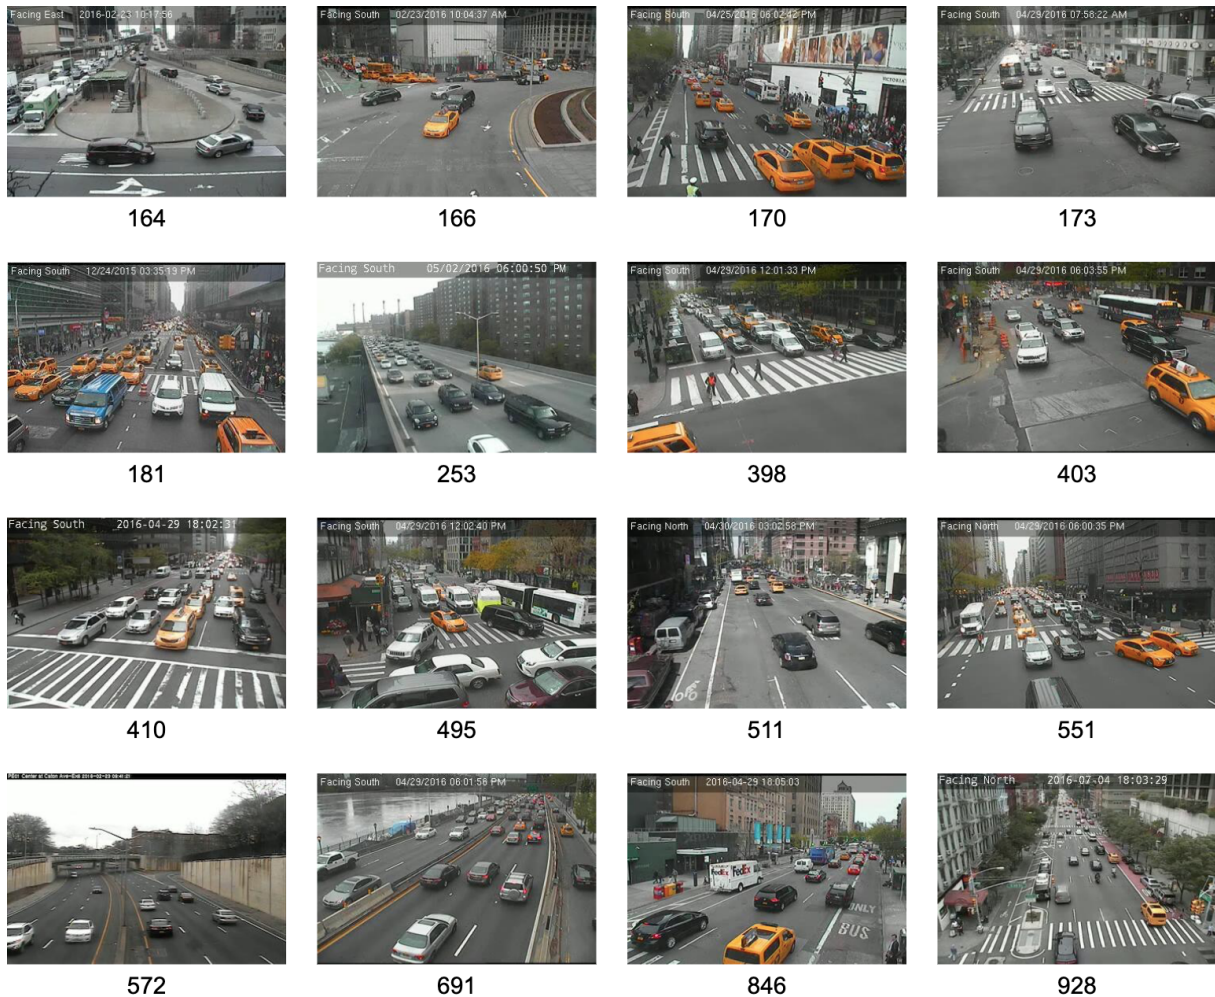 Facing East 2016-02-23 10:17:56
Facing South 02/23/2016 10:04:37 AM
Facing South 04/25/2016 06:02:42 PM
Facing South 04/29/2016 07:58:22 AM
164
166
170
173
Facing South 12/24/2015 03:35:19 PM
Facing South 05/02/2016 06:00:50 PM
Facing South 04/29/2016 12:01:33 PM
Facing South 04/29/2016 06:03:55 PM
181
253
398
403
Facing South 2016-04-29 18:02:31
Facing South 04/29/2016 12:02:40 PM
Facing North 04/30/2016 03:02:58 PM
Facing North 04/29/2016 06:00:35 PM
410
495
511
551
Center at Caton Ave
Facing South 04/29/2016 06:01:56 PM
Facing South 2016-04-29 18:05:03
Facing North 2016-07-04 18:03:29
FedEx
FedEx
ONLY
BUS
572
691
846
928